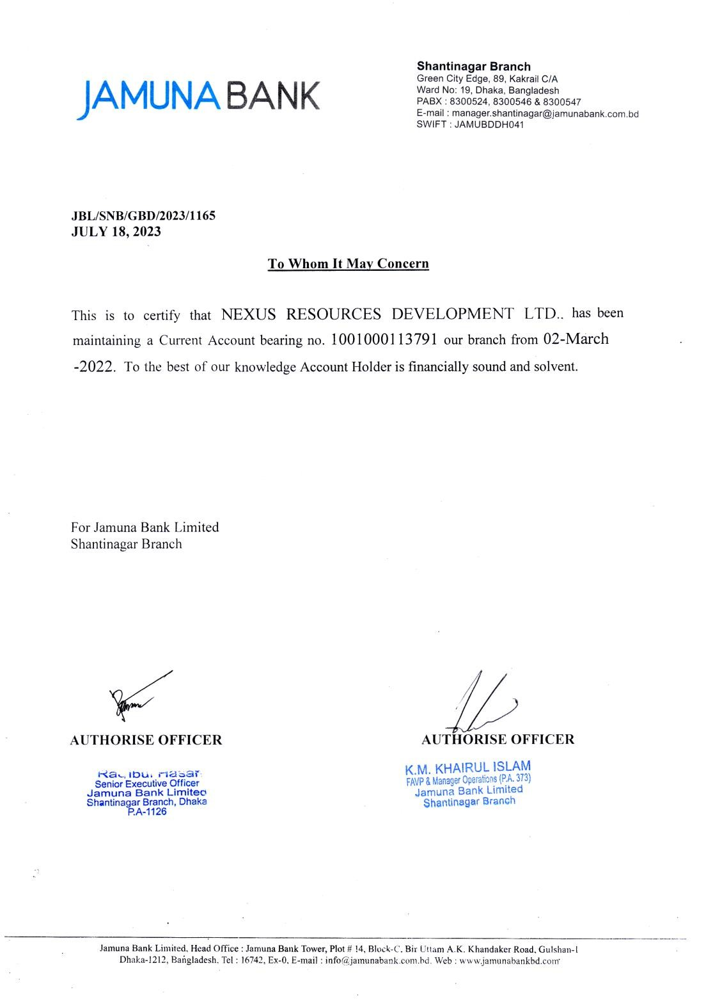 JAMUNA BANK
Shantinagar Branch
Green City Edge, 89, Kakrail C/A
Ward No: 19, Dhaka, Bangladesh
PABX : 8300524, 8300546 & 8300547
E-mail : manager.shantinagar@jamunabank.com.bd
SWIFT : JAMUBDDH041
JBL/SNB/GBD/2023/1165
JULY 18, 2023
To Whom It May Concern
This is to certify that NEXUS RESOURCES DEVELOPMENT LTD.. has been
maintaining a Current Account bearing no. 1001000113791 our branch from 02-March
-2022. To the best of our knowledge Account Holder is financially sound and solvent.
For Jamuna Bank Limited
Shantinagar Branch
AUTHORISE OFFICER
Senior Executive Officer
Jamuna Bank Limited
Shantinagar Branch, Dhaka
P.A-1126
AUTHORISE OFFICER
K.M. KHAIRUL ISLAM
FAVP & Manager Operations (P.A. 373)
Jamuna Bank Limited
Shantinagar Branch
Jamuna Bank Limited, Head Office : Jamuna Bank Tower, Plot # 14, Block-C, Bir Uttam A.K. Khandaker Road, Gulshan-1
Dhaka-1212, Bangladesh. Tel : 16742, Ex-0, E-mail : info@jamunabank.com.bd. Web : www.jamunabankbd.com